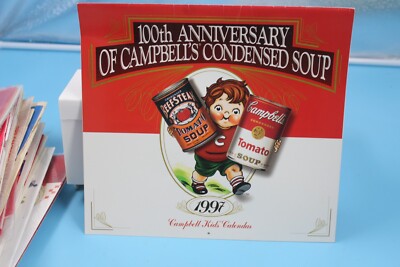 100th ANNIVERSARY
OF CAMPBELL'S CONDENSED SOUP
BEEFSTEAK
TOMATO
SOUP
Campbell's
Tomato
SOUP
C
1997
Campbell Kids Calendar